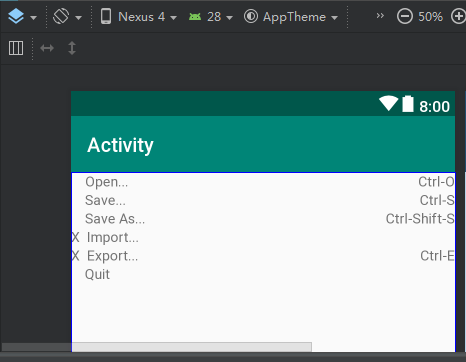 Nexus 4 28 AppTheme » 50%
8:00
Activity
Open... Ctrl-O
Save... Ctrl-S
Save As... Ctrl-Shift-S
X Import...
X Export... Ctrl-E
Quit